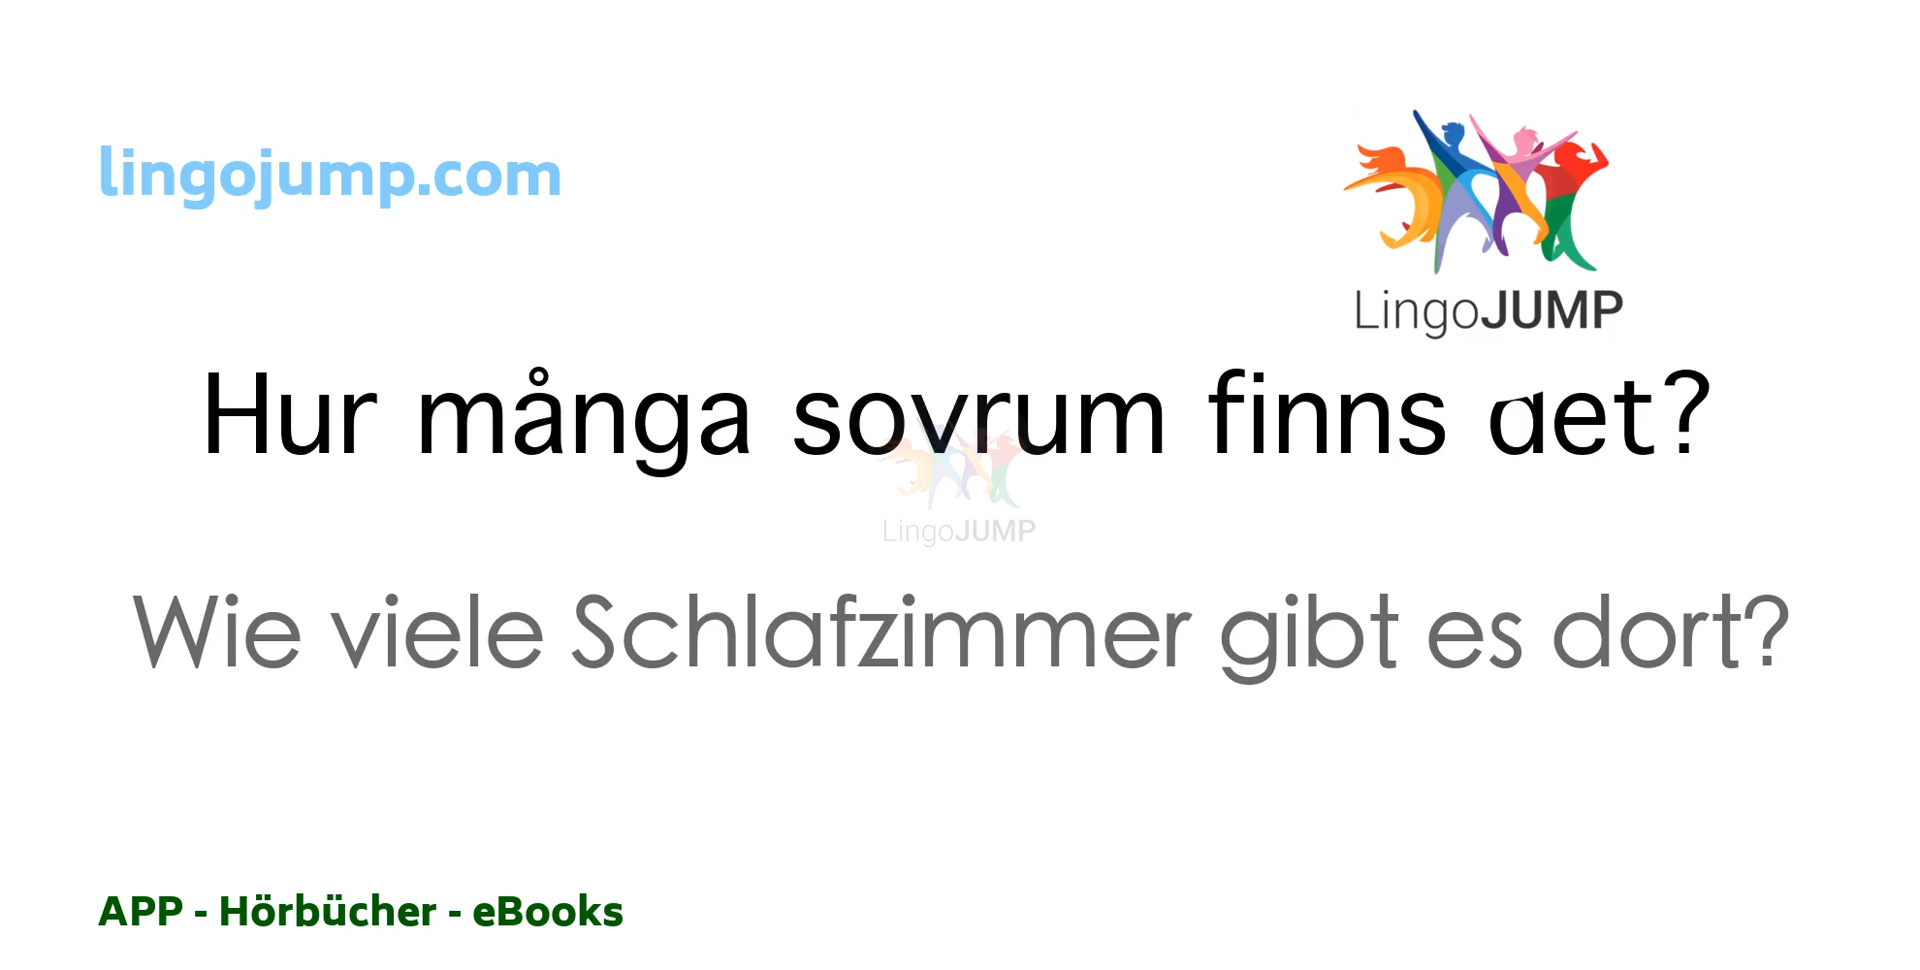 lingojump.com
LingoJUMP
Hur många sovrum finns det?
LingoJUMP
Wie viele Schlafzimmer gibt es dort?
APP - Hörbücher - eBooks